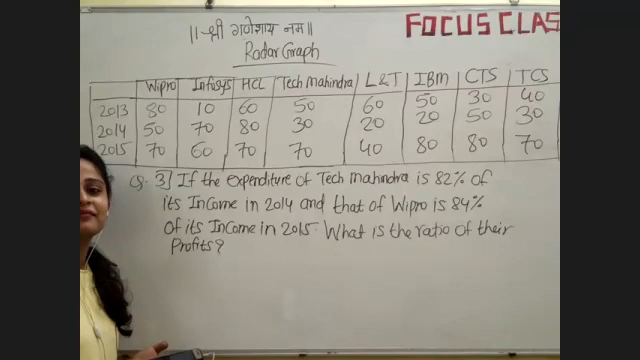 ||श्री गणेशाय नमः||
FOCUS CLAS
Radar Graph
Wipro Infosys HCL Tech Mahindra L&T IBm CTS TCS
2013 80 10 60 50 60 50 30 40
2014 50 70 80 30 20 20 50 30
2015 70 60 70 70 40 80 80 70
Q. 3] If the expenditure of Tech Mahindra is 82% of
its Income in 2014 and that of Wipro is 84%
of its Income in 2015. What is the ratio of their
Profits?